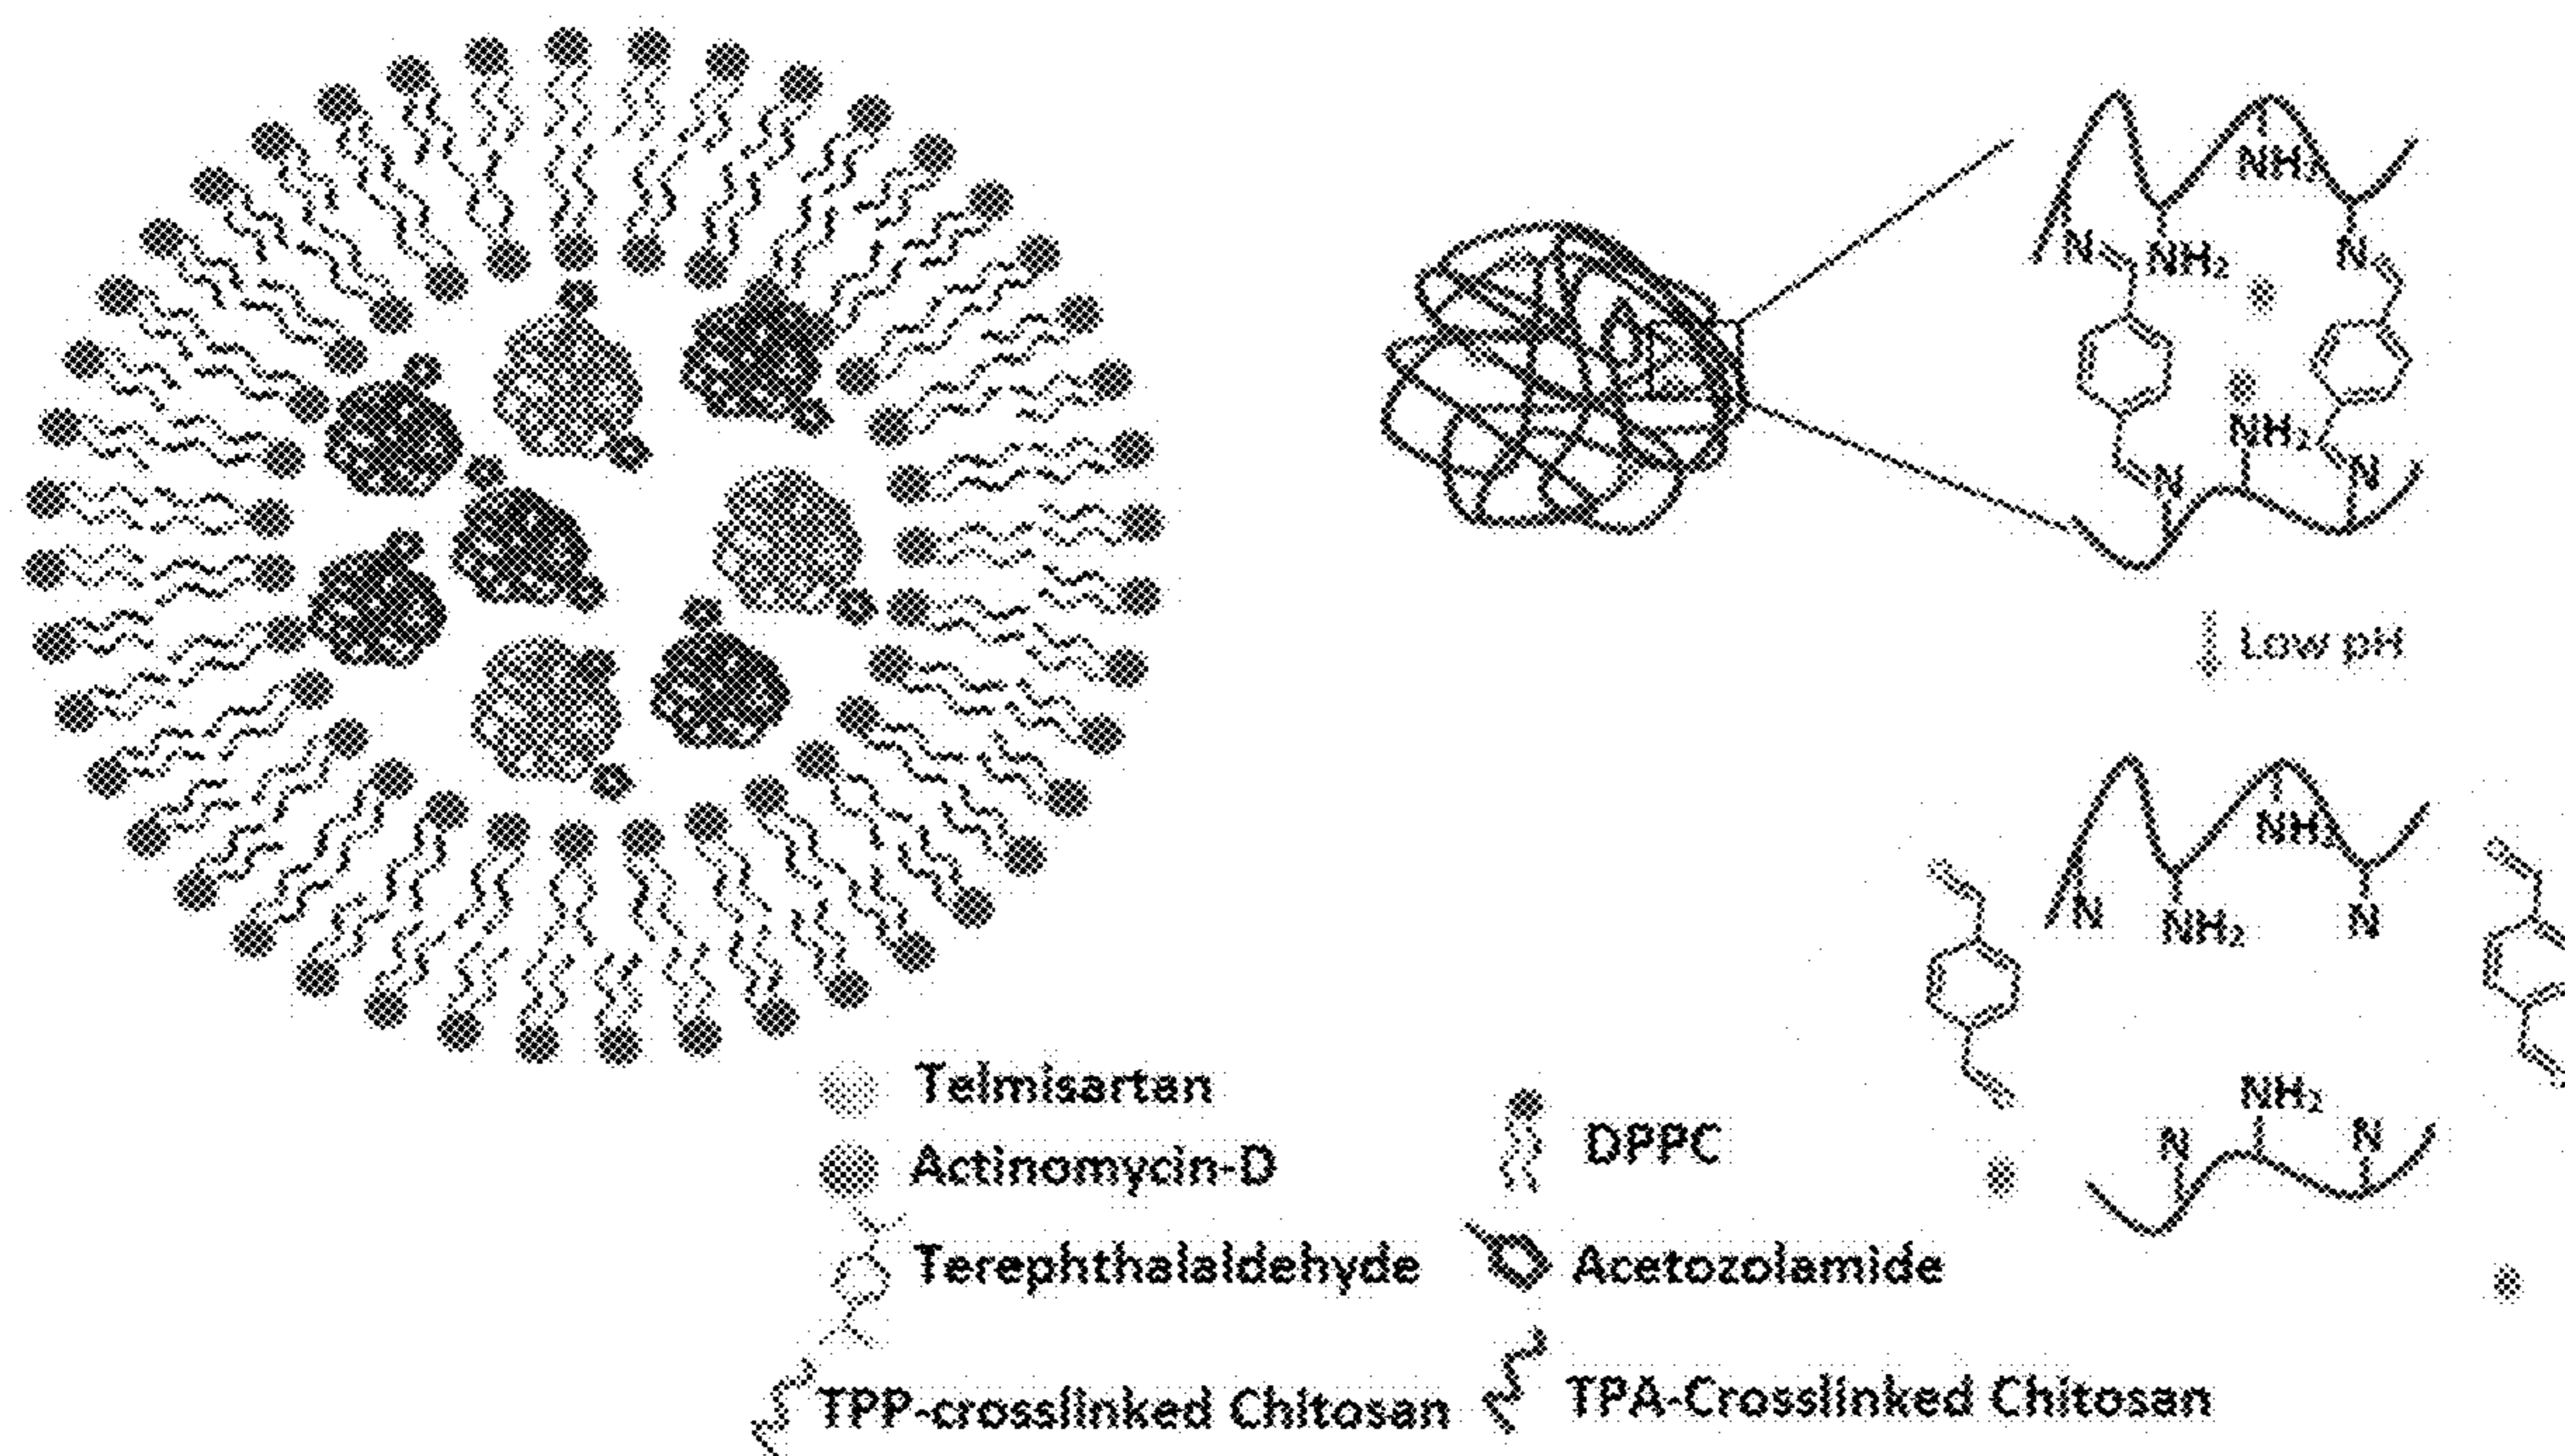 NH₂
N NH₂ N
NH₂
N N
Low pH
NH₂
N NH₂ N
NH₂
N N
Telmisartan
Actinomycin-D
Terephthalaldehyde
TPP-crosslinked Chitosan
DPPC
Acetozolamide
TPA-Crosslinked Chitosan